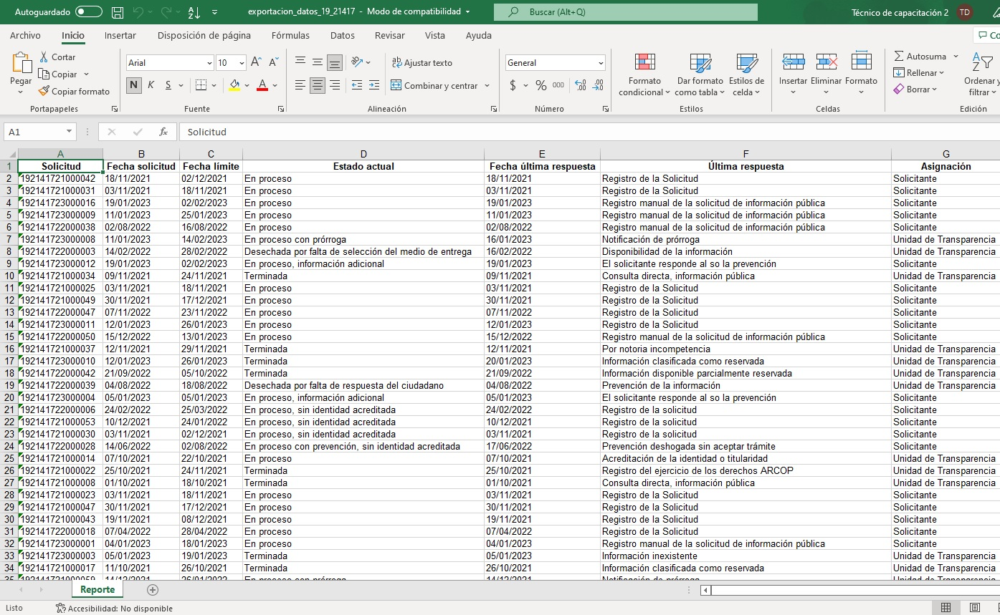 Autoguardado exportacion_datos_19_21417 - Modo de compatibilidad Buscar (Alt+Q) Técnico de capacitación 2 TD
Archivo Inicio Insertar Disposición de página Fórmulas Datos Revisar Vista Ayuda Co
Pegar Cortar Copiar Copiar formato Arial 10 N K S Ajustar texto Combinar y centrar General $ % 000 Formato condicional Dar formato como tabla Estilos de celda Insertar Eliminar Formato Autosuma Rellenar Borrar Ordenar y filtrar
Portapapeles Fuente Alineación Número Estilos Celdas Edición
A1 fx Solicitud
A B C D E F G
1 Solicitud Fecha solicitud Fecha límite Estado actual Fecha última respuesta Última respuesta Asignación
2 192141721000042 18/11/2021 02/12/2021 En proceso 18/11/2021 Registro de la Solicitud Solicitante
3 192141721000031 03/11/2021 18/11/2021 En proceso 03/11/2021 Registro de la Solicitud Solicitante
4 192141723000016 19/01/2023 02/02/2023 En proceso 19/01/2023 Registro manual de la solicitud de información pública Solicitante
5 192141723000009 11/01/2023 25/01/2023 En proceso 11/01/2023 Registro manual de la solicitud de información pública Solicitante
6 192141722000038 02/08/2022 16/08/2022 En proceso 02/08/2022 Registro manual de la solicitud de información pública Solicitante
7 192141723000008 11/01/2023 14/02/2023 En proceso con prórroga 16/01/2023 Notificación de prórroga Unidad de Transparencia
8 192141722000003 14/02/2022 28/02/2022 Desechada por falta de selección del medio de entrega 16/02/2022 Disponibilidad de la información Unidad de Transparencia
9 192141723000012 19/01/2023 02/02/2023 En proceso, información adicional 19/01/2023 El solicitante responde al so la prevención Solicitante
10 192141721000034 09/11/2021 24/11/2021 Terminada 09/11/2021 Consulta directa, información pública Unidad de Transparencia
11 192141721000025 03/11/2021 18/11/2021 En proceso 03/11/2021 Registro de la Solicitud Solicitante
12 192141721000049 30/11/2021 17/12/2021 En proceso 30/11/2021 Registro de la Solicitud Solicitante
13 192141722000047 07/11/2022 23/11/2022 En proceso 07/11/2022 Registro de la Solicitud Solicitante
14 192141723000011 12/01/2023 26/01/2023 En proceso 12/01/2023 Registro de la Solicitud Solicitante
15 192141722000050 15/12/2022 13/01/2023 En proceso 15/12/2022 Registro manual de la solicitud de información pública Solicitante
16 192141721000037 12/11/2021 29/11/2021 Terminada 12/11/2021 Por notoria incompetencia Unidad de Transparencia
17 192141723000010 12/01/2023 26/01/2023 Terminada 20/01/2023 Información clasificada como reservada Unidad de Transparencia
18 192141722000042 21/09/2022 05/10/2022 Terminada 21/09/2022 Información disponible parcialmente reservada Unidad de Transparencia
19 192141722000039 04/08/2022 18/08/2022 Desechada por falta de respuesta del ciudadano 04/08/2022 Prevención de la información Unidad de Transparencia
20 192141723000004 05/01/2023 05/01/2023 En proceso, información adicional 05/01/2023 El solicitante responde al so la prevención Solicitante
21 192141722000006 24/02/2022 25/03/2022 En proceso, sin identidad acreditada 24/02/2022 Registro de la solicitud Solicitante
22 192141721000053 10/12/2021 24/01/2022 En proceso, sin identidad acreditada 10/12/2021 Registro de la solicitud Solicitante
23 192141721000030 03/11/2021 02/12/2021 En proceso, sin identidad acreditada 03/11/2021 Registro de la solicitud Solicitante
24 192141722000028 14/06/2022 02/08/2022 En proceso con prevención, sin identidad acreditada 17/06/2022 Prevención deshogada sin aceptar trámite Solicitante
25 192141721000014 07/10/2021 22/10/2021 En proceso 07/10/2021 Acreditación de la identidad o titularidad Unidad de Transparencia
26 192141721000022 25/10/2021 24/11/2021 Terminada 25/10/2021 Registro del ejercicio de los derechos ARCOP Unidad de Transparencia
27 192141721000008 01/10/2021 18/10/2021 Terminada 01/10/2021 Consulta directa, información pública Unidad de Transparencia
28 192141721000023 03/11/2021 18/11/2021 En proceso 03/11/2021 Registro de la Solicitud Solicitante
29 192141721000047 30/11/2021 17/12/2021 En proceso 30/11/2021 Registro de la Solicitud Solicitante
30 192141721000043 19/11/2021 08/12/2021 En proceso 19/11/2021 Registro de la Solicitud Solicitante
31 192141722000018 07/04/2022 28/04/2022 En proceso 07/04/2022 Registro de la Solicitud Solicitante
32 192141723000001 04/01/2023 18/01/2023 En proceso 04/01/2023 Registro manual de la solicitud de información pública Solicitante
33 192141723000003 05/01/2023 19/01/2023 Terminada 05/01/2023 Información inexistente Unidad de Transparencia
34 192141721000017 11/10/2021 26/10/2021 Terminada 26/10/2021 Información clasificada como reservada Unidad de Transparencia
35 192141721000059 14/12/2021 26/01/2022 En proceso con prórroga 14/12/2021 Notificación de prórroga Unidad de Transparencia
Reporte
Listo Accesibilidad: No disponible